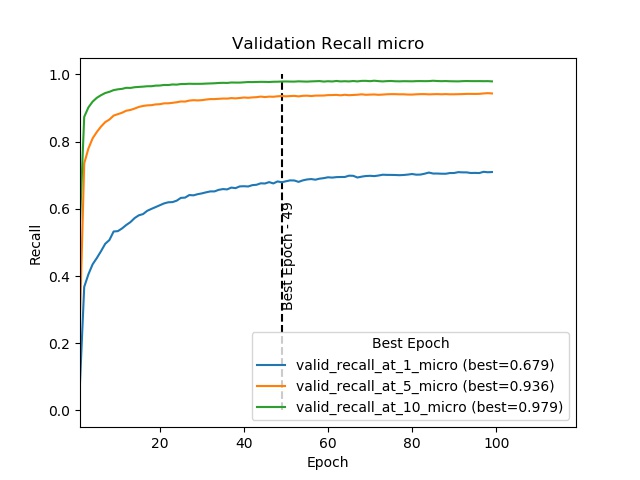 Validation Recall micro
Recall
1.0
0.8
0.6
0.4
0.2
0.0
Best Epoch - 49
Best Epoch
valid_recall_at_1_micro (best=0.679)
valid_recall_at_5_micro (best=0.936)
valid_recall_at_10_micro (best=0.979)
20 40 60 80 100
Epoch